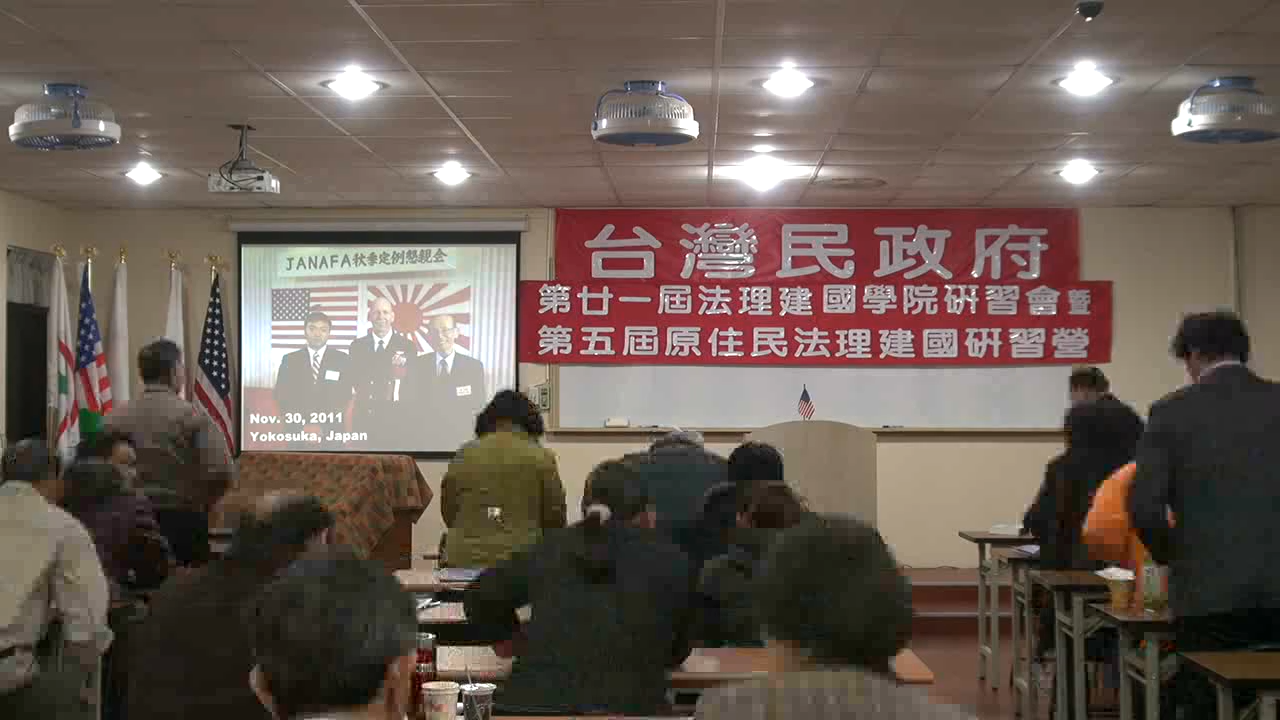 JANAFA秋季定例懇親会
Nov. 30, 2011
Yokosuka, Japan
台灣民政府
第廿一屆法理建國學院研習會暨
第五屆原住民法理建國研習營